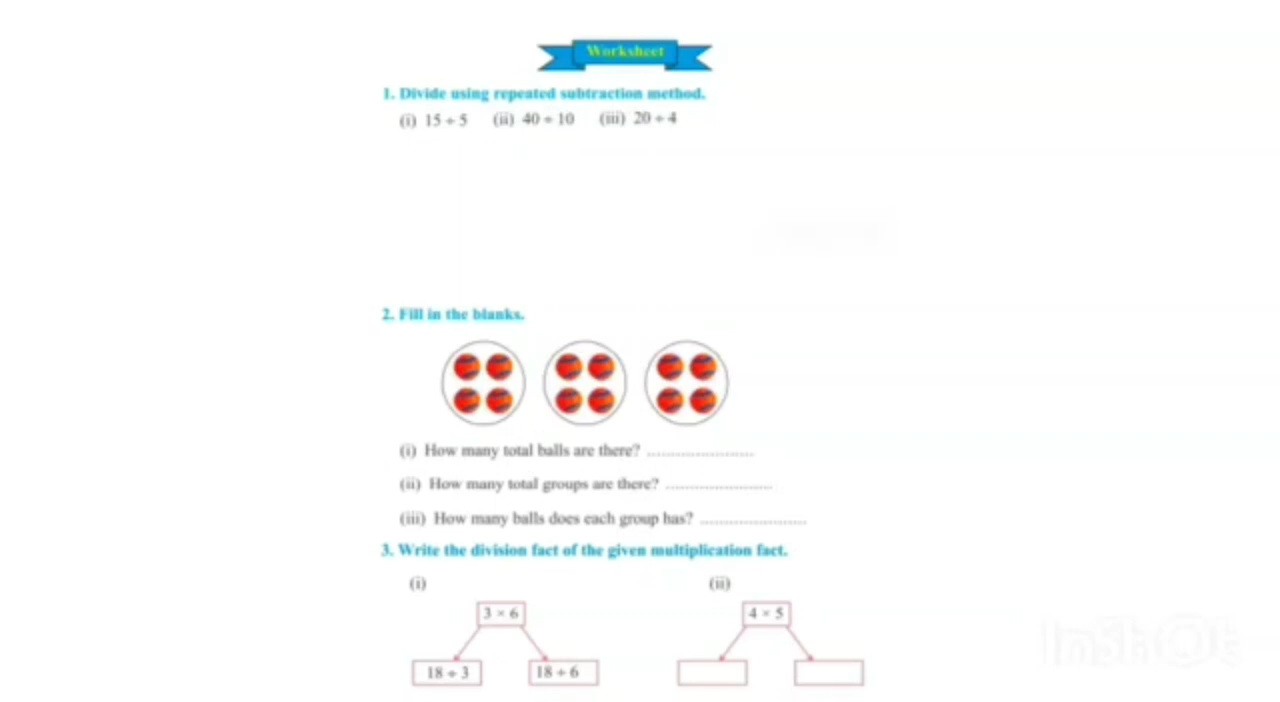 Worksheet
1. Divide using repeated subtraction method.
(i) 15 ÷ 5 (ii) 40 ÷ 10 (iii) 20 ÷ 4
2. Fill in the blanks.
(i) How many total balls are there? ........................
(ii) How many total groups are there? ........................
(iii) How many balls does each group has? ........................
3. Write the division fact of the given multiplication fact.
(i) (ii)
3 × 6 4 × 5
18 ÷ 3 18 ÷ 6